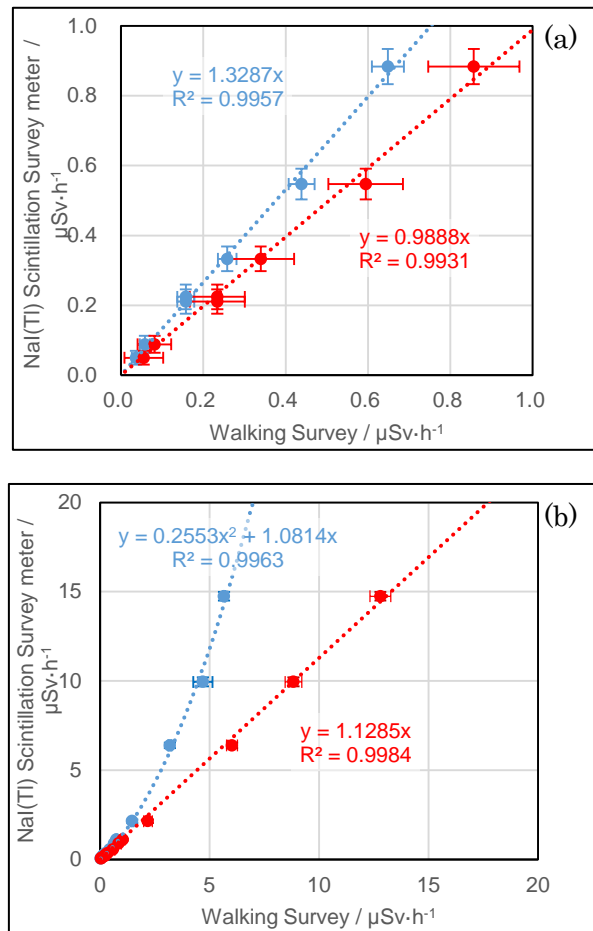 (a)
1.0
0.8
0.6
0.4
0.2
0.0
NaI(Tl) Scintillation Survey meter /
µSv·h-1
y = 1.3287x
R² = 0.9957
y = 0.9888x
R² = 0.9931
0.0 0.2 0.4 0.6 0.8 1.0
Walking Survey / µSv·h-1
(b)
20
15
10
5
0
NaI(Tl) Scintillation Survey meter /
µSv·h-1
y = 0.2553x² + 1.0814x
R² = 0.9963
y = 1.1285x
R² = 0.9984
0 5 10 15 20
Walking Survey / µSv·h-1